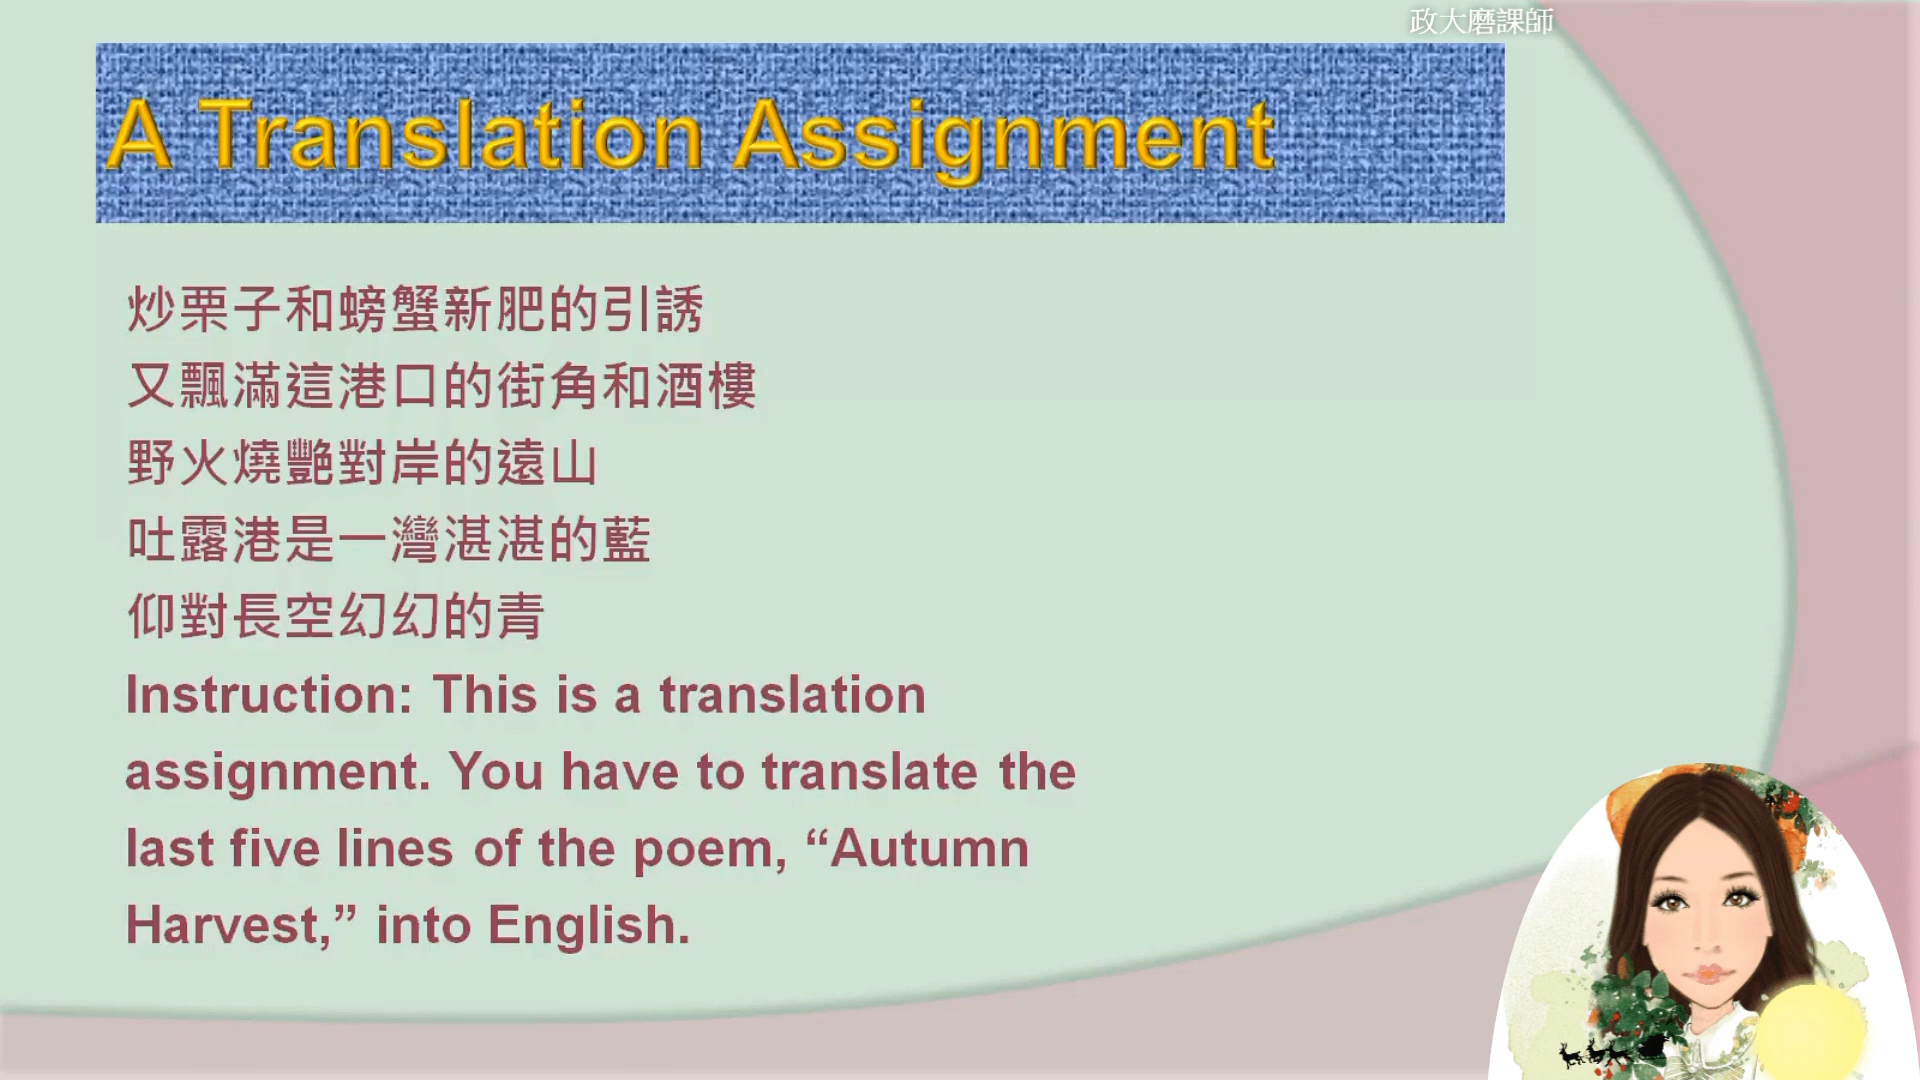 政大磨課師
A Translation Assignment
炒栗子和螃蟹新肥的引誘
又飄滿這港口的街角和酒樓
野火燒艷對岸的遠山
吐露港是一灣湛湛的藍
仰對長空幻幻的青
Instruction: This is a translation
assignment. You have to translate the
last five lines of the poem, “Autumn
Harvest,” into English.